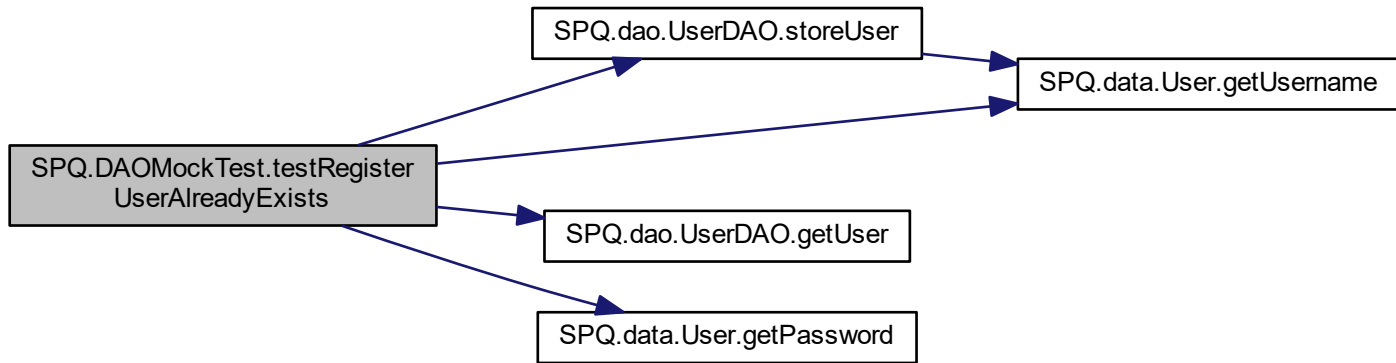 SPQ.dao.UserDAO.storeUser
SPQ.data.User.getUsername
SPQ.DAOMockTest.testRegister
UserAlreadyExists
SPQ.dao.UserDAO.getUser
SPQ.data.User.getPassword